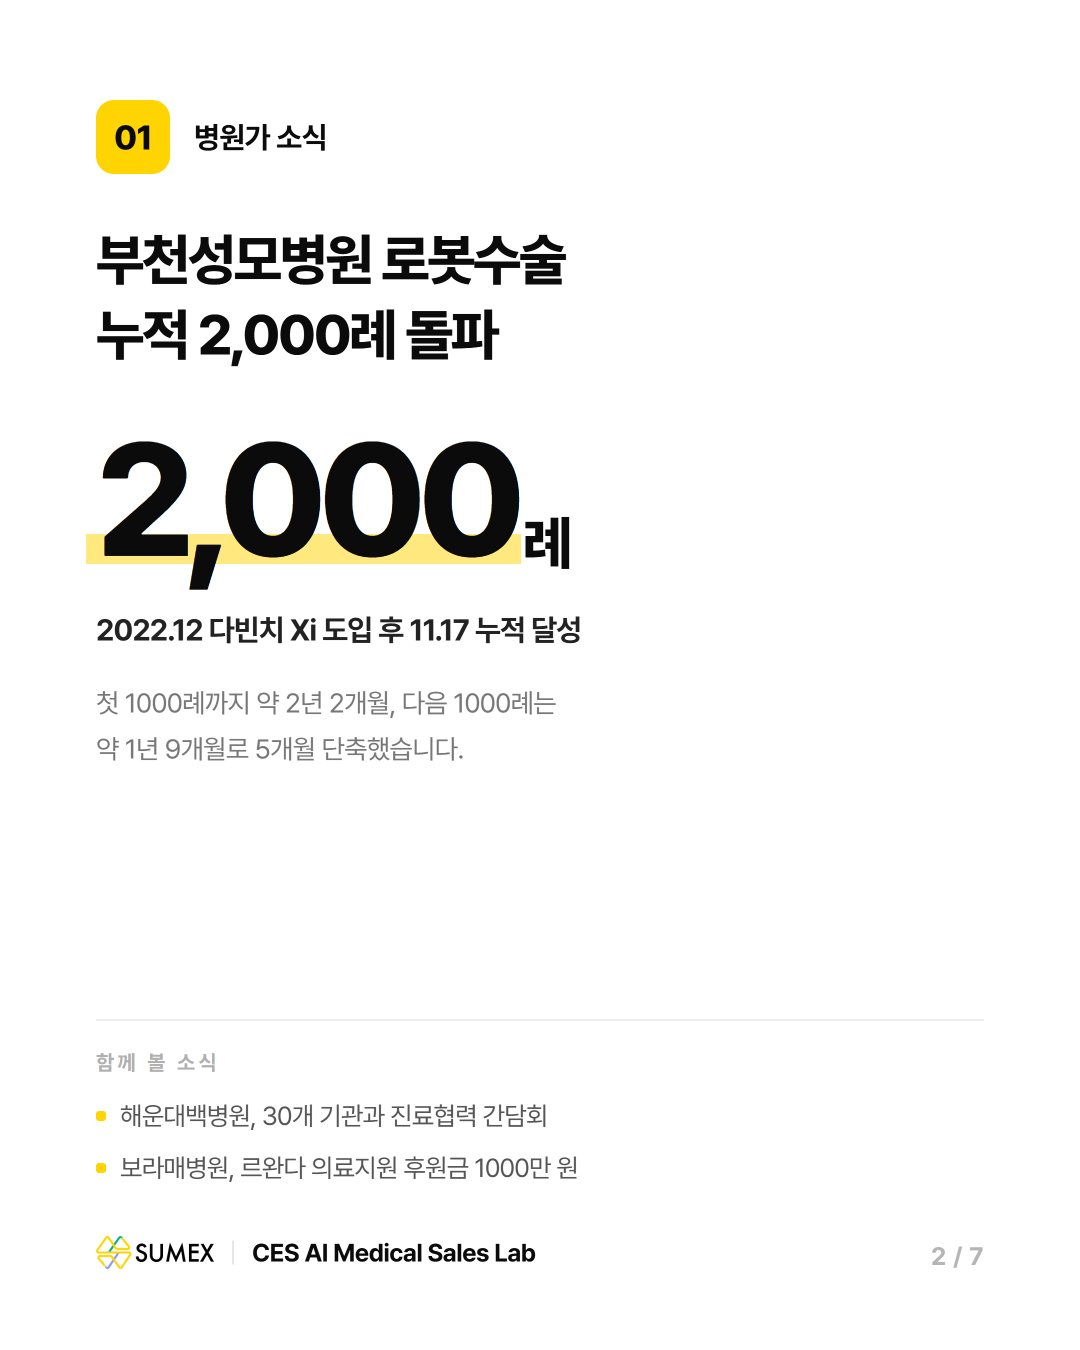 01 병원가 소식
부천성모병원 로봇수술
누적 2,000례 돌파
2,000례
2022.12 다빈치 Xi 도입 후 11.17 누적 달성
첫 1000례까지 약 2년 2개월, 다음 1000례는
약 1년 9개월로 5개월 단축했습니다.
함께 볼 소식
해운대백병원, 30개 기관과 진료협력 간담회
보라매병원, 르완다 의료지원 후원금 1000만 원
SUMEX CES AI Medical Sales Lab
2 / 7